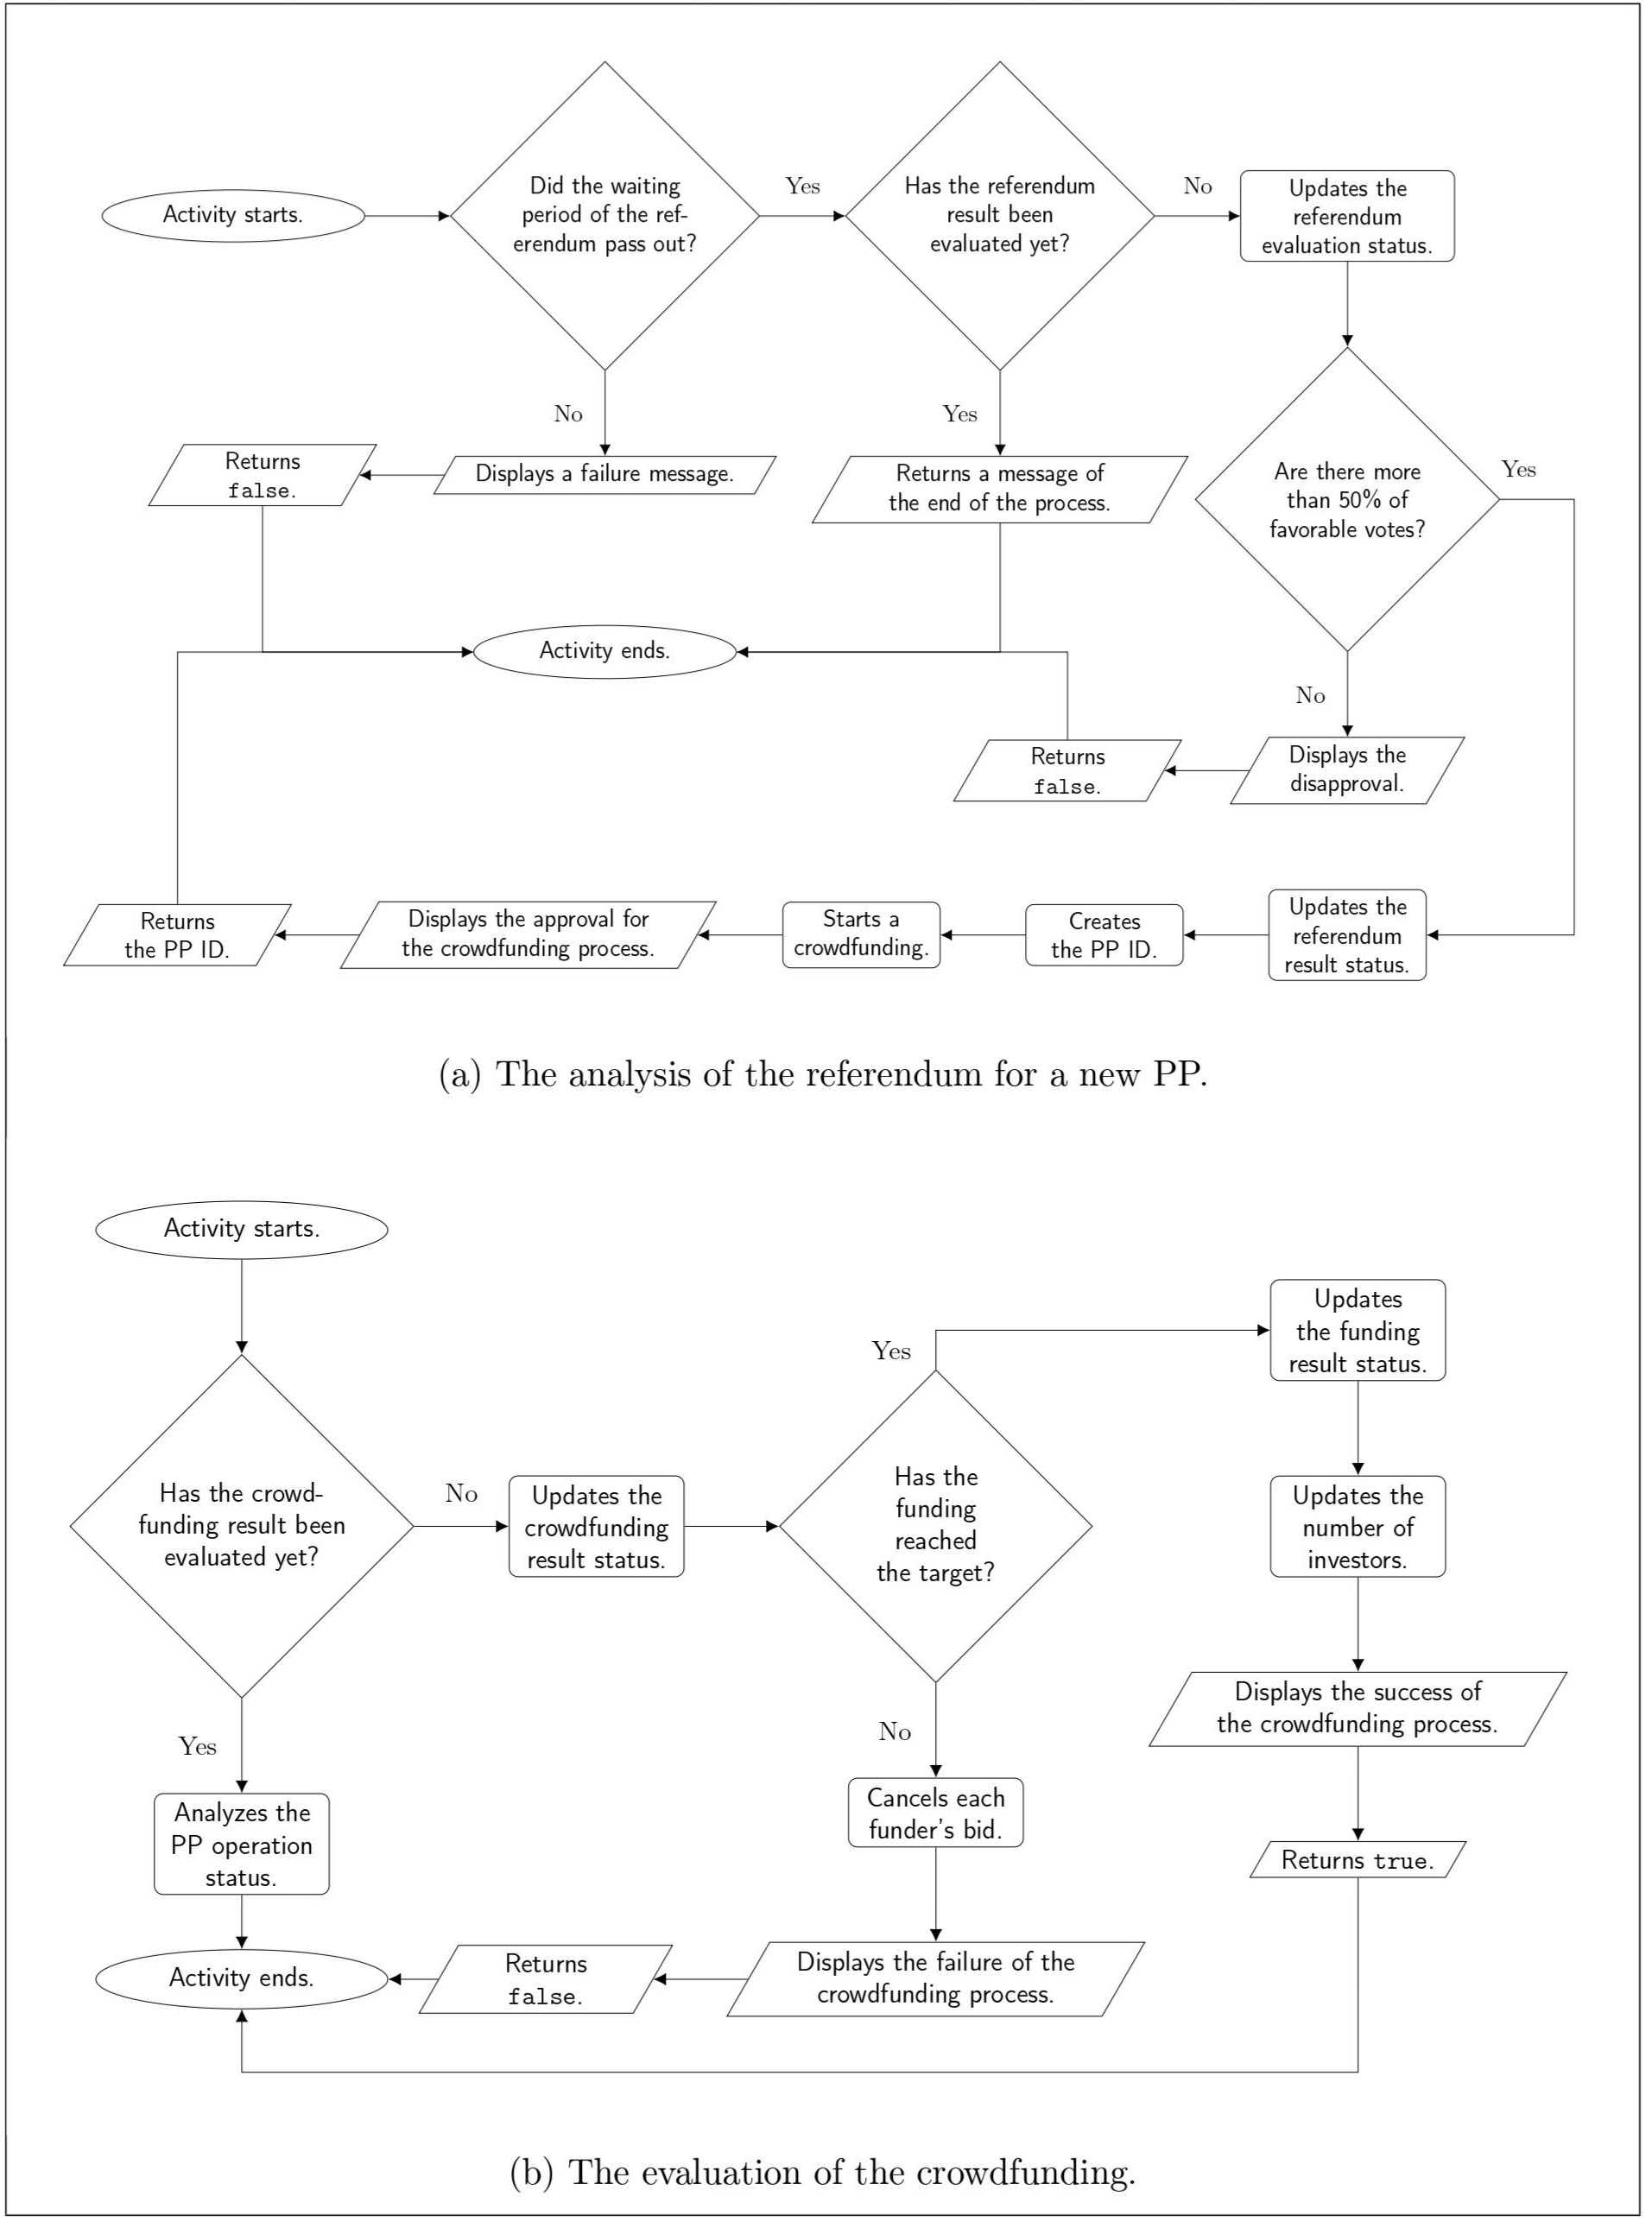 Activity starts.
Did the waiting
period of the ref-
erendum pass out?
Yes
Has the referendum
result been
evaluated yet?
No
Updates the
referendum
evaluation status.
No
Yes
Returns
false.
Displays a failure message.
Returns a message of
the end of the process.
Are there more
than 50% of
favorable votes?
Yes
Activity ends.
No
Returns
false.
Displays the
disapproval.
Returns
the PP ID.
Displays the approval for
the crowdfunding process.
Starts a
crowdfunding.
Creates
the PP ID.
Updates the
referendum
result status.
(a) The analysis of the referendum for a new PP.
Activity starts.
Updates
the funding
result status.
Yes
Has the crowd-
funding result been
evaluated yet?
No
Updates the
crowdfunding
result status.
Has the
funding
reached
the target?
Updates the
number of
investors.
Displays the success of
the crowdfunding process.
Yes
No
Analyzes the
PP operation
status.
Cancels each
funder's bid.
Returns true.
Activity ends.
Returns
false.
Displays the failure of the
crowdfunding process.
(b) The evaluation of the crowdfunding.